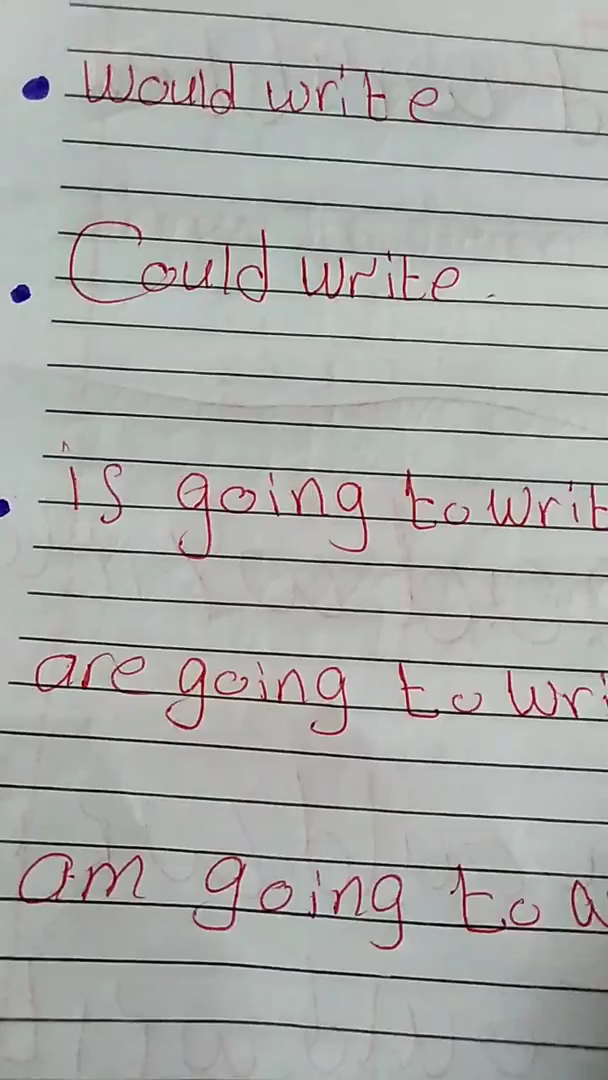 Would write
Could write.
is going to writ
are going to wri
am going to a